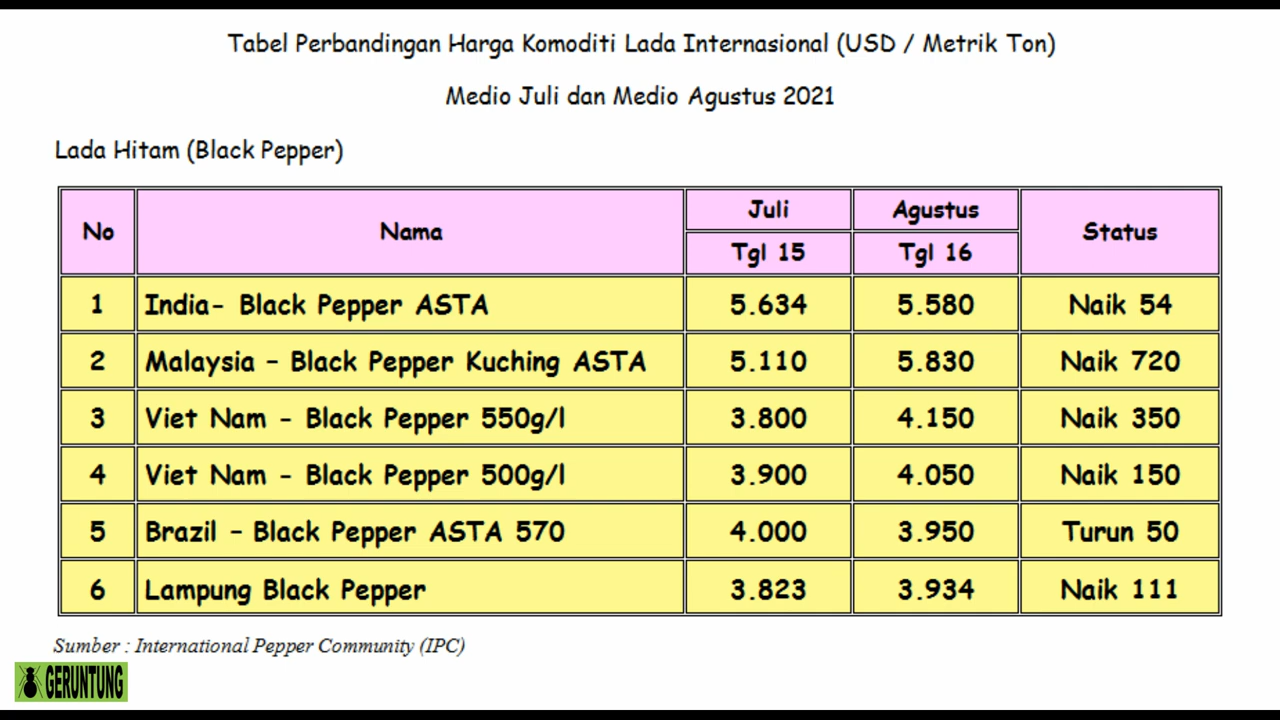 Tabel Perbandingan Harga Komoditi Lada Internasional (USD / Metrik Ton)
Medio Juli dan Medio Agustus 2021
Lada Hitam (Black Pepper)
No Nama Juli Agustus Status
Tgl 15 Tgl 16
1 India- Black Pepper ASTA 5.634 5.580 Naik 54
2 Malaysia – Black Pepper Kuching ASTA 5.110 5.830 Naik 720
3 Viet Nam - Black Pepper 550g/l 3.800 4.150 Naik 350
4 Viet Nam - Black Pepper 500g/l 3.900 4.050 Naik 150
5 Brazil – Black Pepper ASTA 570 4.000 3.950 Turun 50
6 Lampung Black Pepper 3.823 3.934 Naik 111
Sumber : International Pepper Community (IPC)
GERUNTUNG